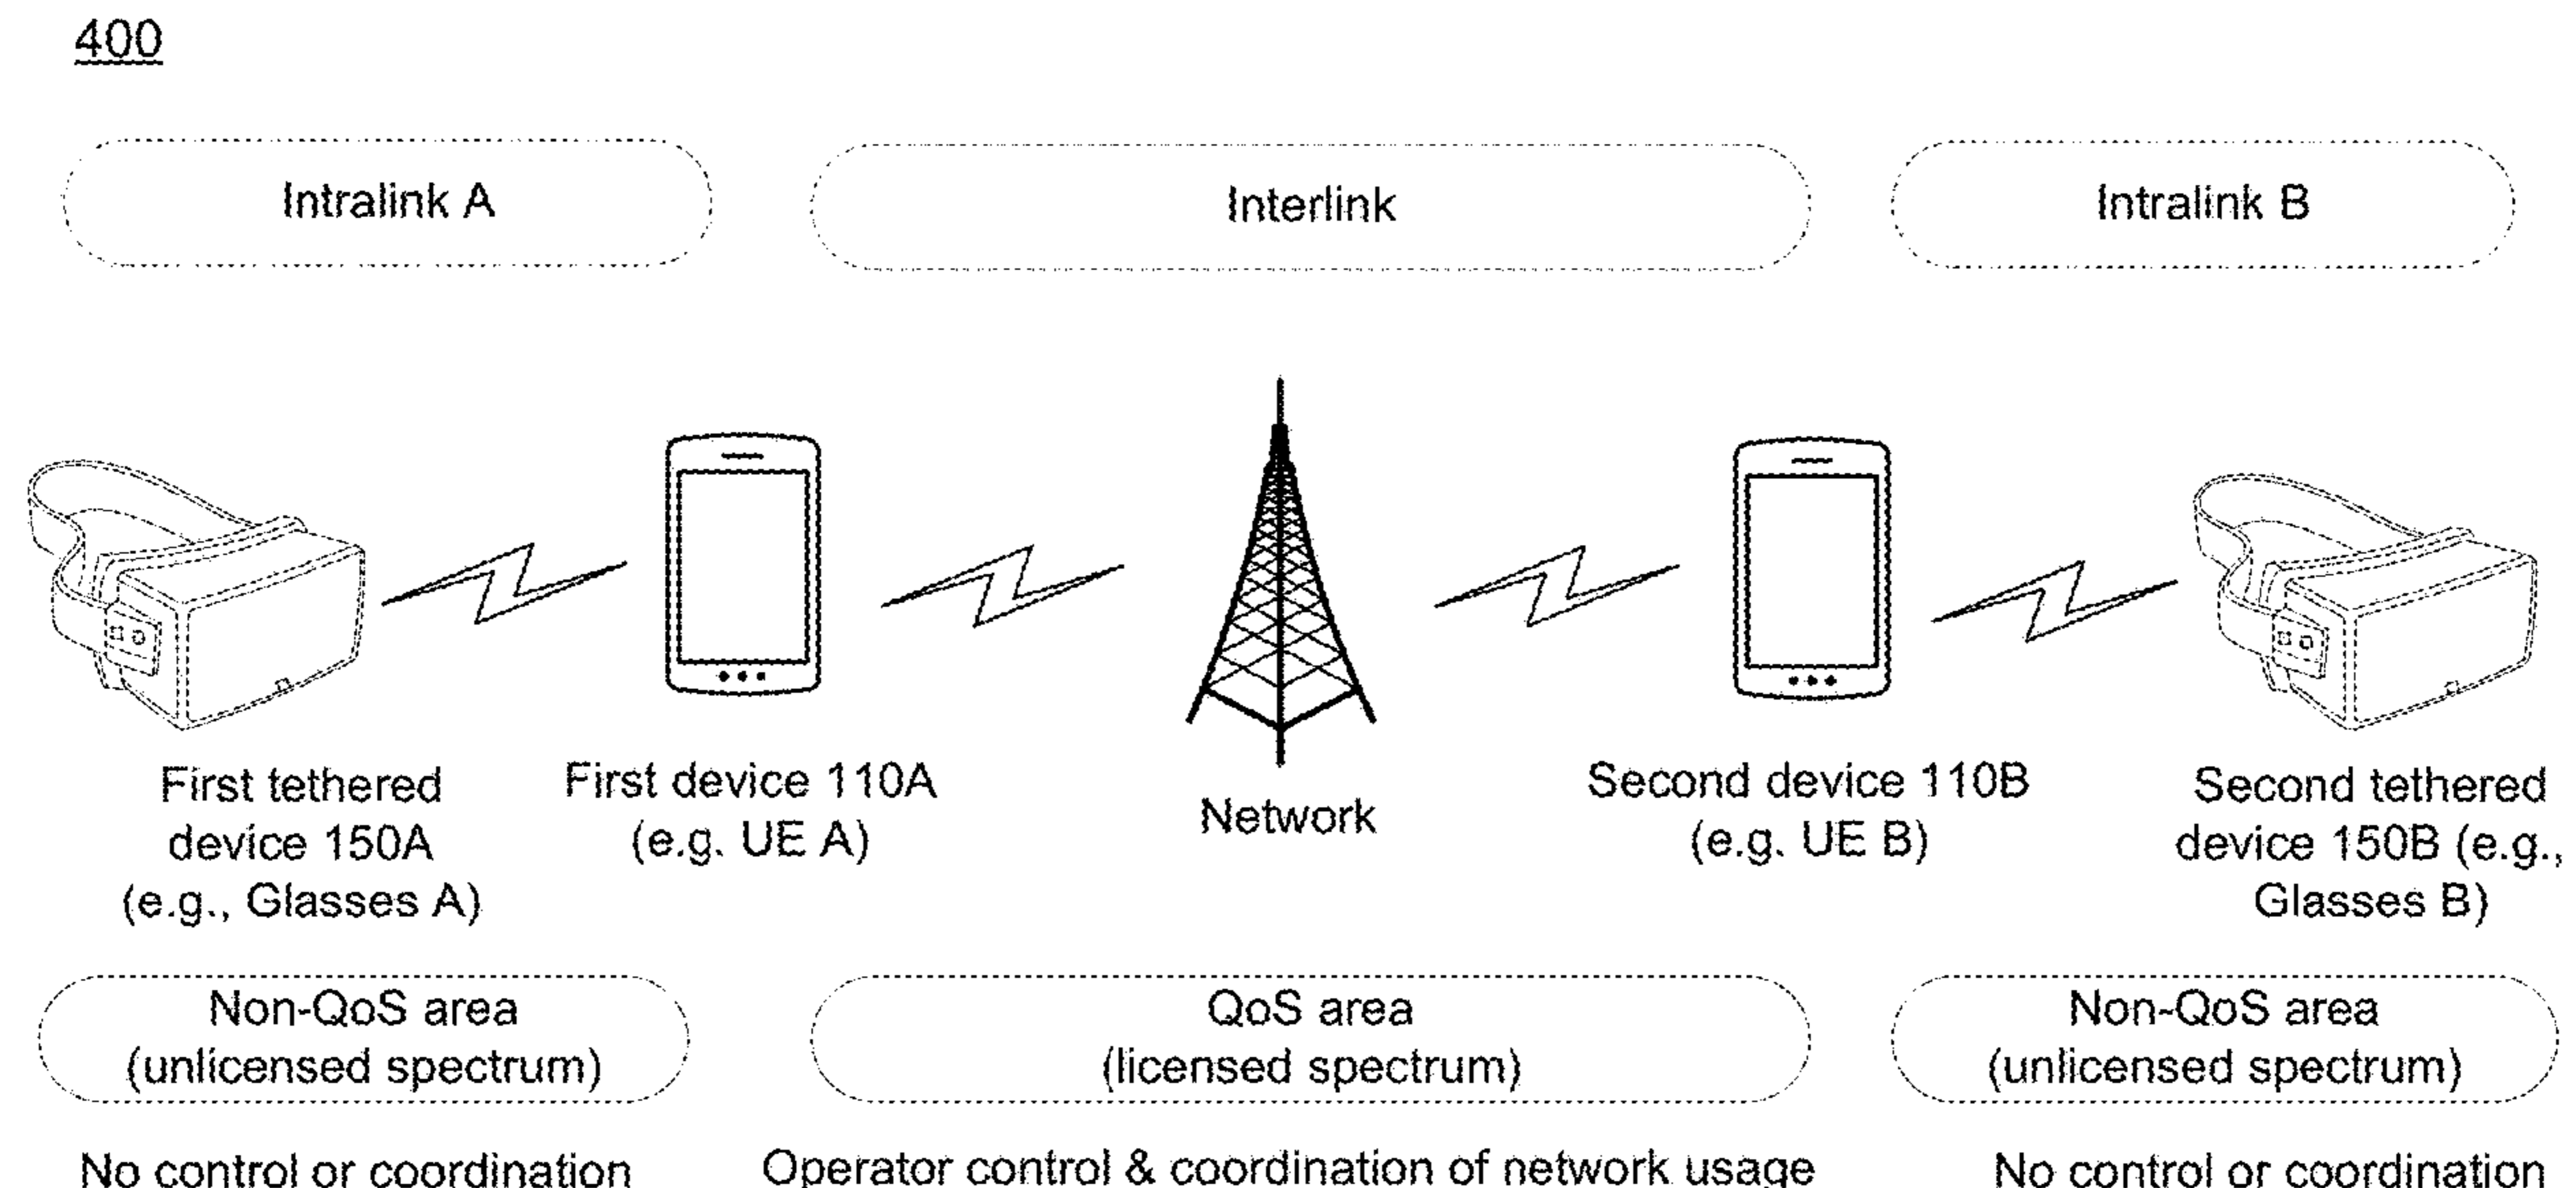 400
Intralink A
Interlink
Intralink B
First tethered
device 150A
(e.g., Glasses A)
First device 110A
(e.g. UE A)
Network
Second device 110B
(e.g. UE B)
Second tethered
device 150B (e.g.,
Glasses B)
Non-QoS area
(unlicensed spectrum)
QoS area
(licensed spectrum)
Non-QoS area
(unlicensed spectrum)
No control or coordination
Operator control & coordination of network usage
No control or coordination